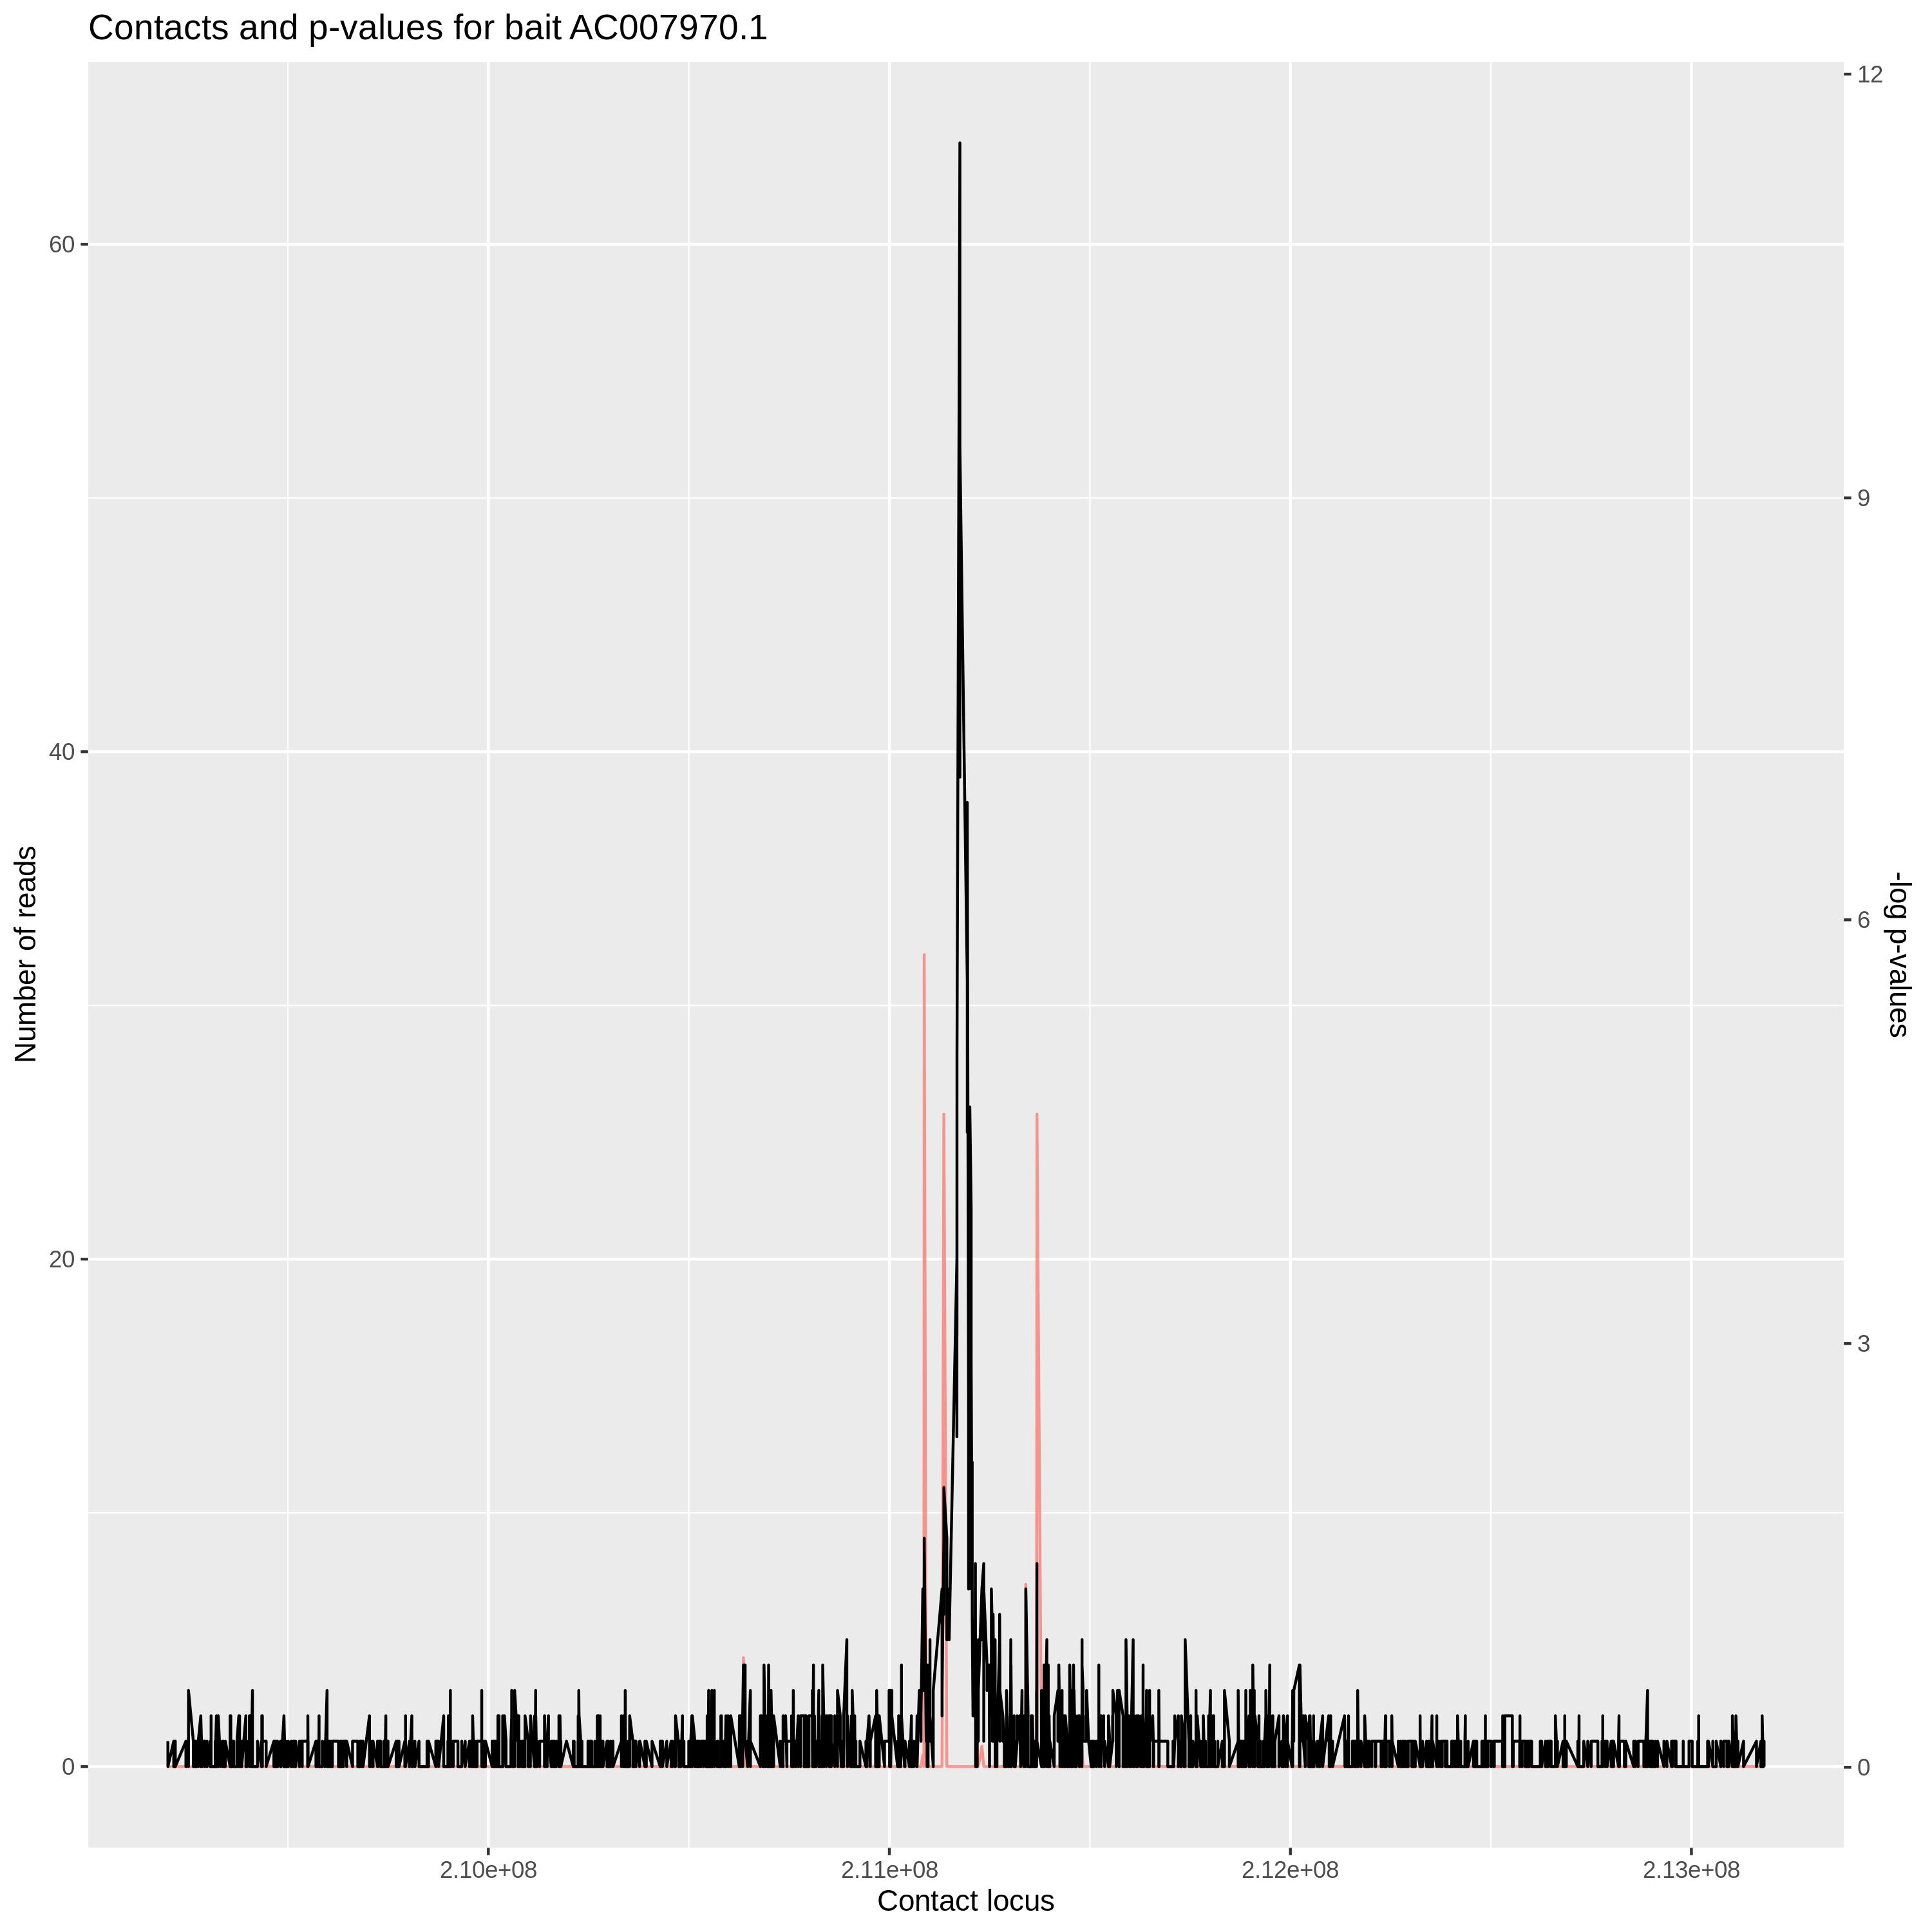 Contacts and p-values for bait AC007970.1
12
60
9
40
Number of reads
-log p-values
6
20
3
0
0
2.10e+08
2.11e+08
2.12e+08
2.13e+08
Contact locus